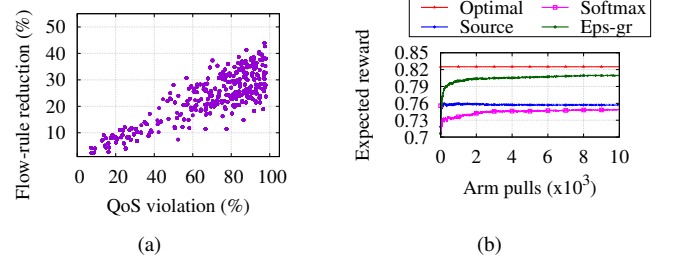 Flow-rule reduction (%)
50
40
30
20
10
0 20 40 60 80 100
QoS violation (%)
(a)
Optimal Softmax
Source Eps-gr
Expected reward
0.85
0.82
0.79
0.76
0.73
0.7
0 2 4 6 8 10
Arm pulls (x10³)
(b)